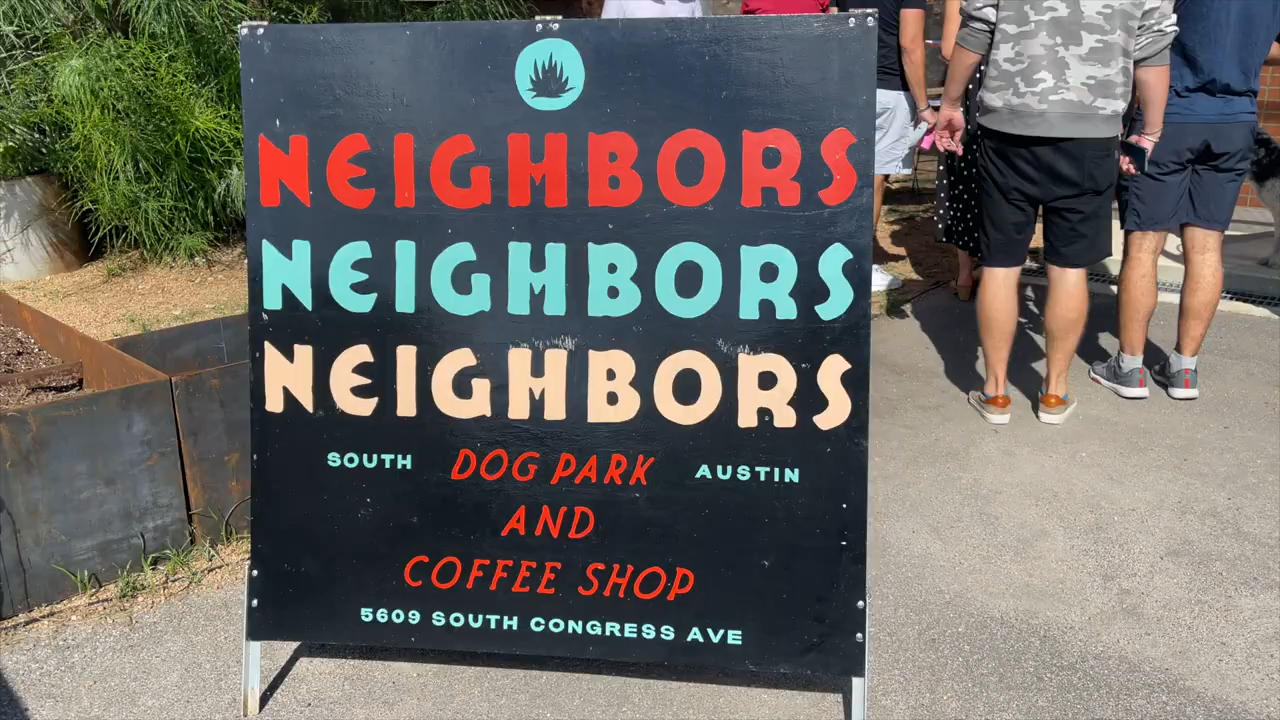 NEIGHBORS
NEIGHBORS
NEIGHBORS
SOUTH DOG PARK AUSTIN
AND
COFFEE SHOP
5609 SOUTH CONGRESS AVE